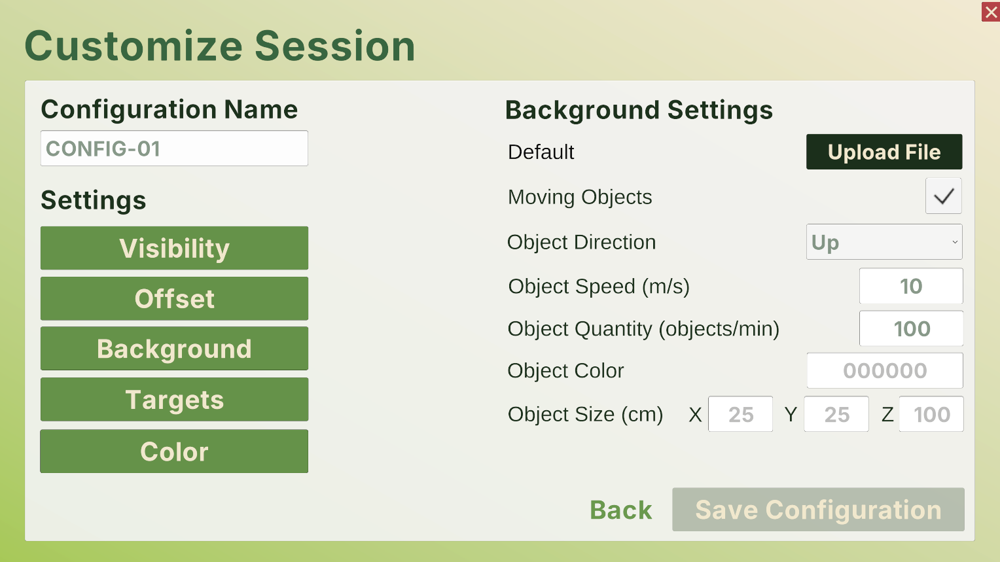 Customize Session
Configuration Name
CONFIG-01
Settings
Visibility
Offset
Background
Targets
Color
Background Settings
Default
Upload File
Moving Objects
Object Direction
Up
Object Speed (m/s)
10
Object Quantity (objects/min)
100
Object Color
000000
Object Size (cm) X 25 Y 25 Z 100
Back
Save Configuration